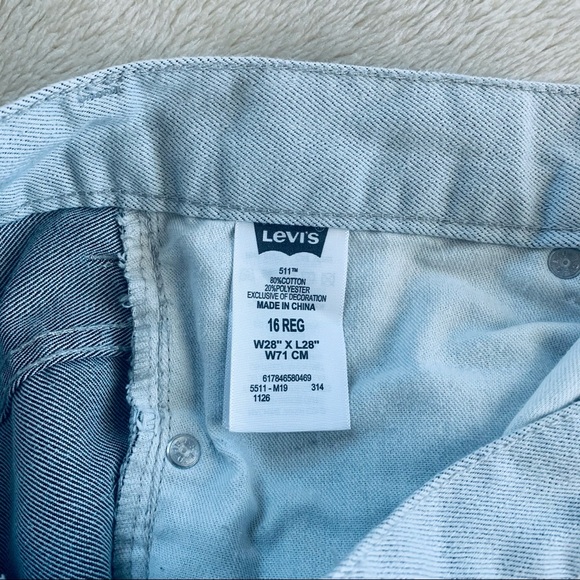 Levi's
511™
80%COTTON
20%POLYESTER
EXCLUSIVE OF DECORATION
MADE IN CHINA
16 REG
W28" X L28"
W71 CM
617846580469
5511 - M19 314
1126